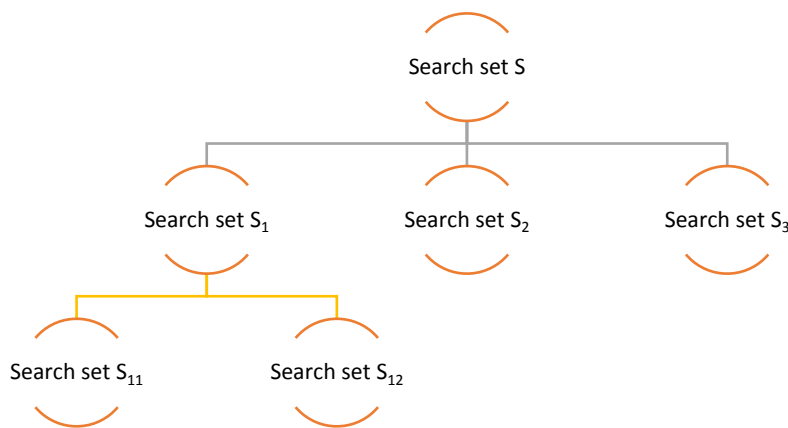 Search set S
Search set S₁
Search set S₂
Search set S₃
Search set S₁₁
Search set S₁₂